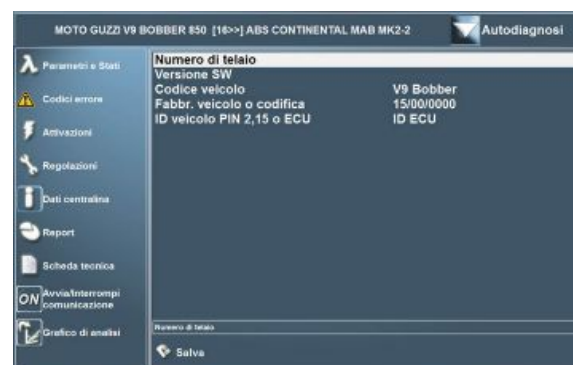 MOTO GUZZI V9 BOBBER 850 [16>>] ABS CONTINENTAL MAB MK2-2
Autodiagnosi
Parametri e Stati
Codici errore
Attivazioni
Regolazioni
Dati centralina
Report
Scheda tecnica
ON Avvia/Interrompi
comunicazione
Grafico di analisi
Numero di telaio
Versione SW
Codice veicolo V9 Bobber
Fabbr. veicolo o codifica 15/00/0000
ID veicolo PIN 2,15 o ECU ID ECU
Numero di telaio
Salva